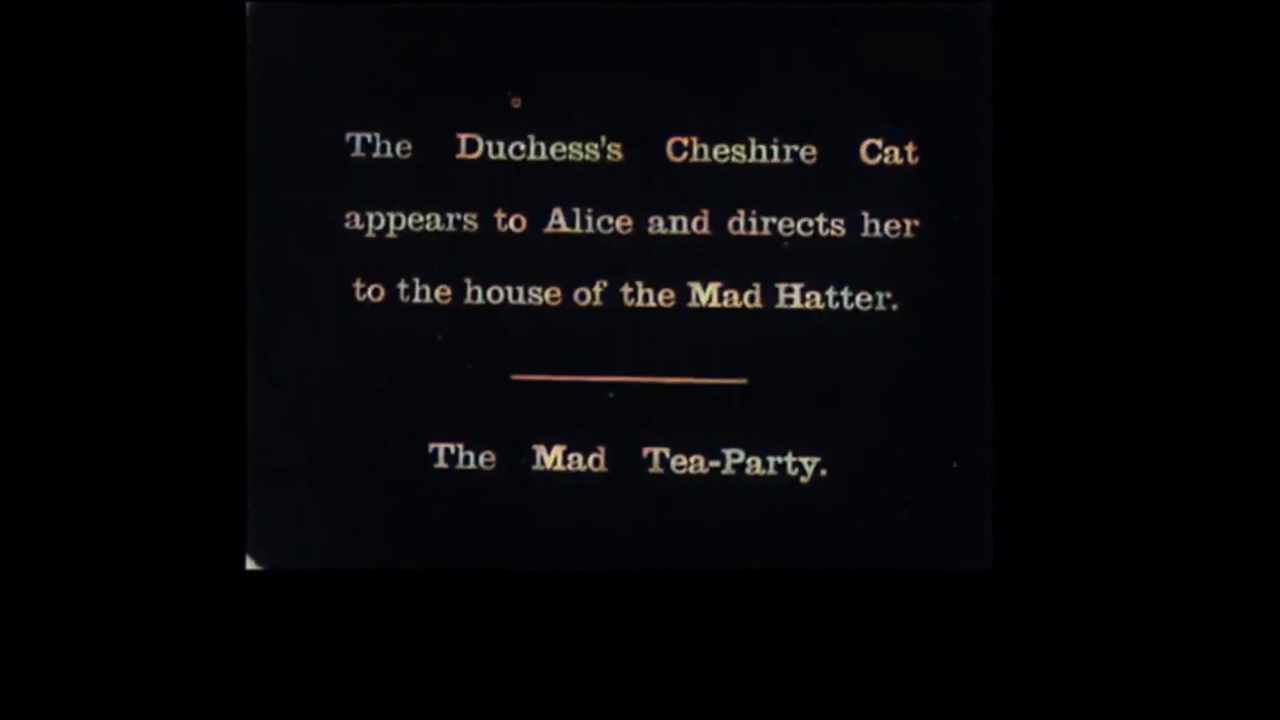 The Duchess's Cheshire Cat
appears to Alice and directs her
to the house of the Mad Hatter.
The Mad Tea-Party.